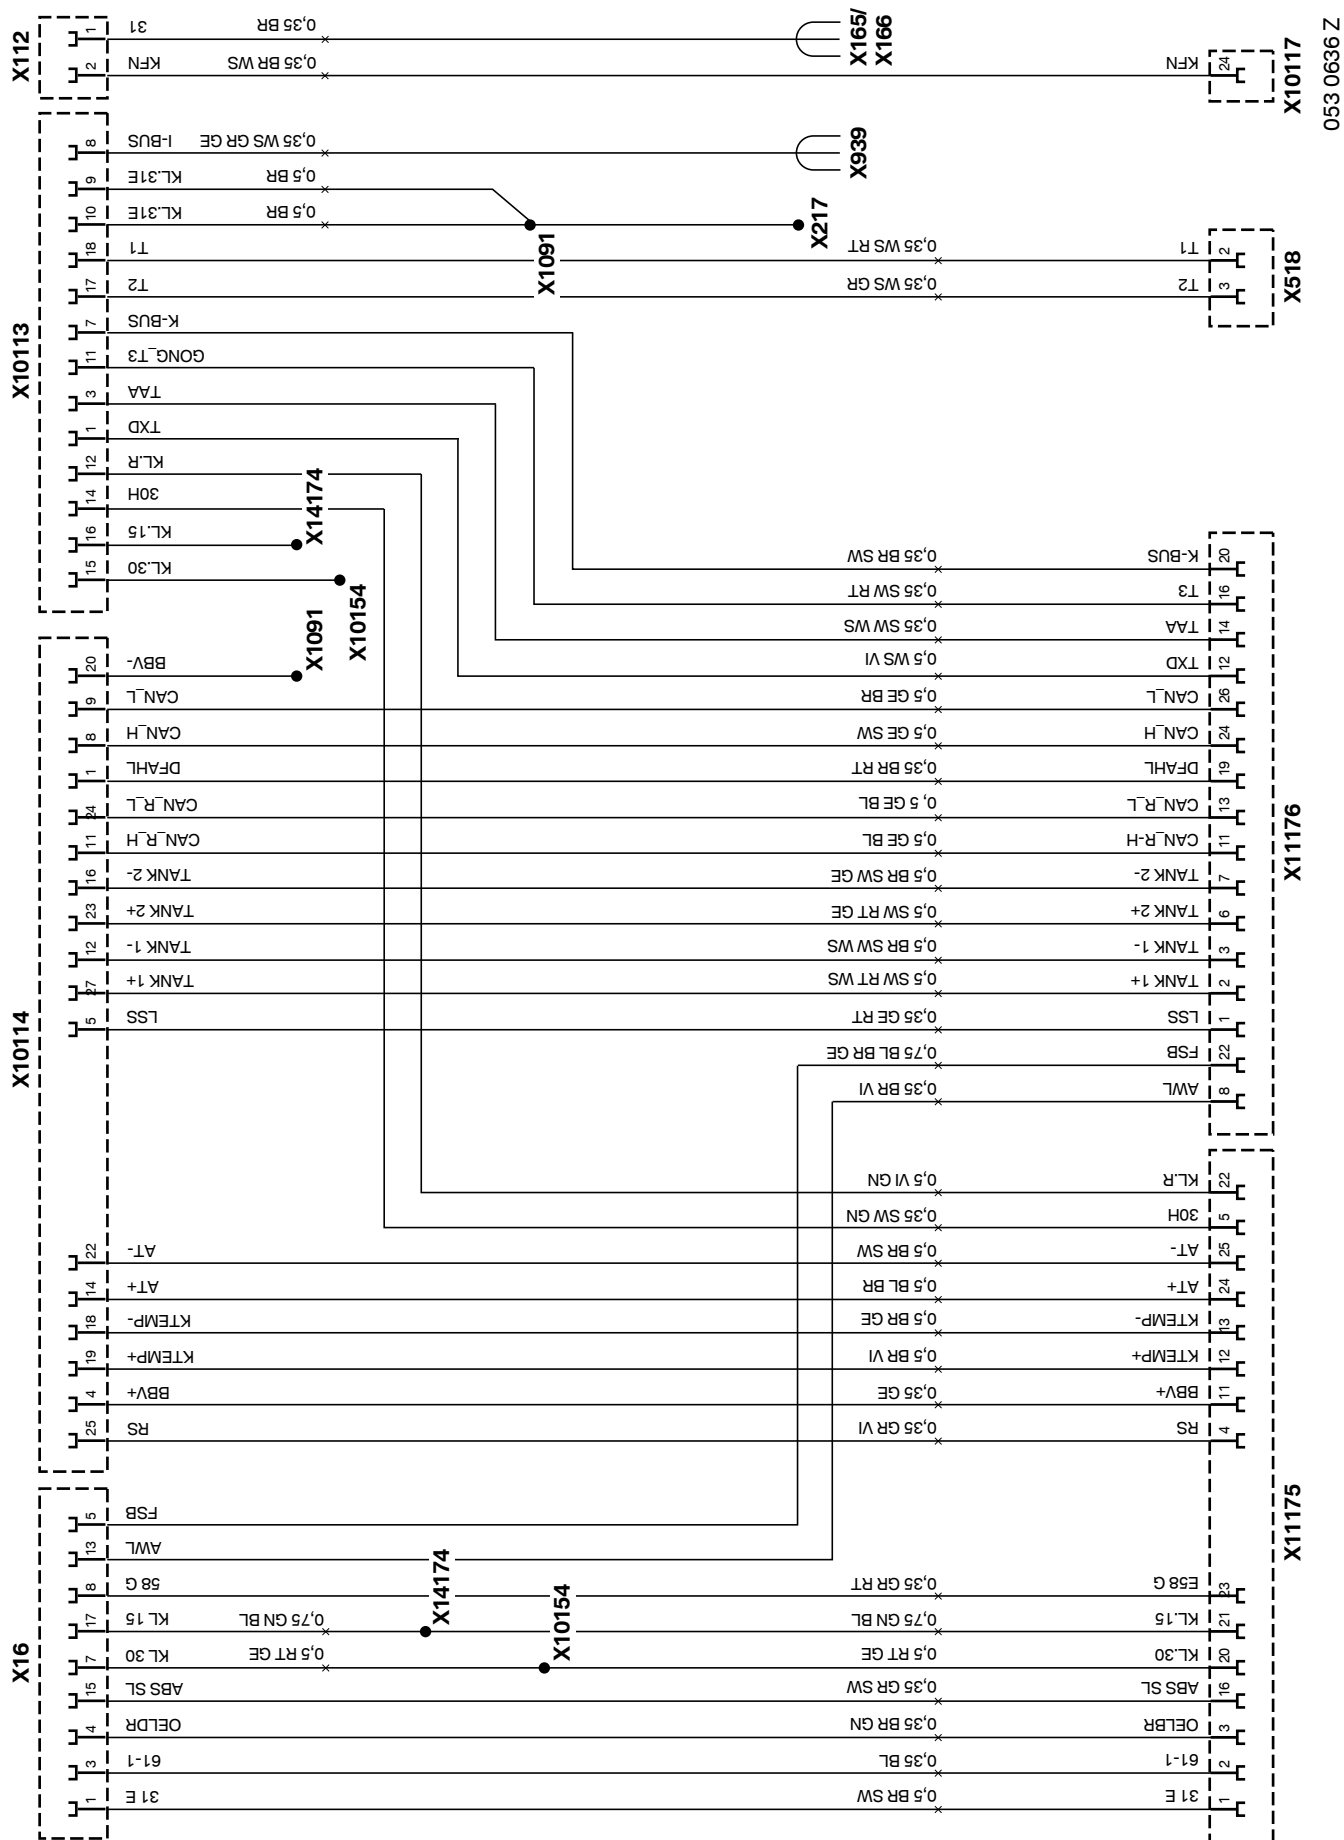 X112
1 31 0,35 BR
X165/
X166
2 KFN 0,35 BR WS KFN 24
X10117
053 0636 Z
X10113
8 I-BUS 0,35 WS GR GE
X939
9 KL.31E 0,5 BR
10 KL.31E 0,5 BR
X1091
X217
18 T1 0,35 WS RT T1 2
17 T2 0,35 WS GR T2 3
X518
7 K-BUS
11 GONG_T3
3 TAA
1 TXD
12 KL.R
14 30H
16 KL.15
X14174
15 KL.30
X10154
0,35 BR SW K-BUS 20
0,35 SW RT T3 16
0,35 SW WS TAA 14
0,5 WS VI TXD 12
X10114
20 BBV-
X1091
9 CAN_L 0,5 GE BR CAN_L 26
8 CAN_H 0,5 GE SW CAN_H 24
1 DFAHL 0,35 BR RT DFAHL 19
24 CAN_R_L 0, 5 GE BL CAN_R_L 13
11 CAN_R_H 0,5 GE BL CAN_R-H 11
16 TANK 2- 0,5 BR SW GE TANK 2- 7
23 TANK 2+ 0,5 SW RT GE TANK 2+ 6
12 TANK 1- 0,5 BR SW WS TANK 1- 3
27 TANK 1+ 0,5 SW RT WS TANK 1+ 2
5 LSS 0,35 GE RT LSS 1
0,75 BL BR GE FSB 22
0,35 BR VI AWL 8
X11176
0,5 VI GN KL.R 22
0,35 SW GN 30H 5
22 AT- 0,5 BR SW AT- 25
14 AT+ 0,5 BL BR AT+ 24
18 KTEMP- 0,5 BR GE KTEMP- 13
19 KTEMP+ 0,5 BR VI KTEMP+ 12
4 BBV+ 0,35 GE BBV+ 11
25 RS 0,35 GR VI RS 4
X11175
X16
5 FSB
13 AWL
8 58 G 0,35 GR RT E58 G 23
17 KL 15 0,75 GN BL 0,75 GN BL KL.15 21
X14174
7 KL 30 0,5 RT GE 0,5 RT GE KL.30 20
X10154
15 ABS SL 0,35 GR SW ABS SL 16
4 OELDR 0,35 BR GN OELBR 3
3 61-1 0,35 BL 61-1 2
1 31 E 0,5 BR SW 31 E 1